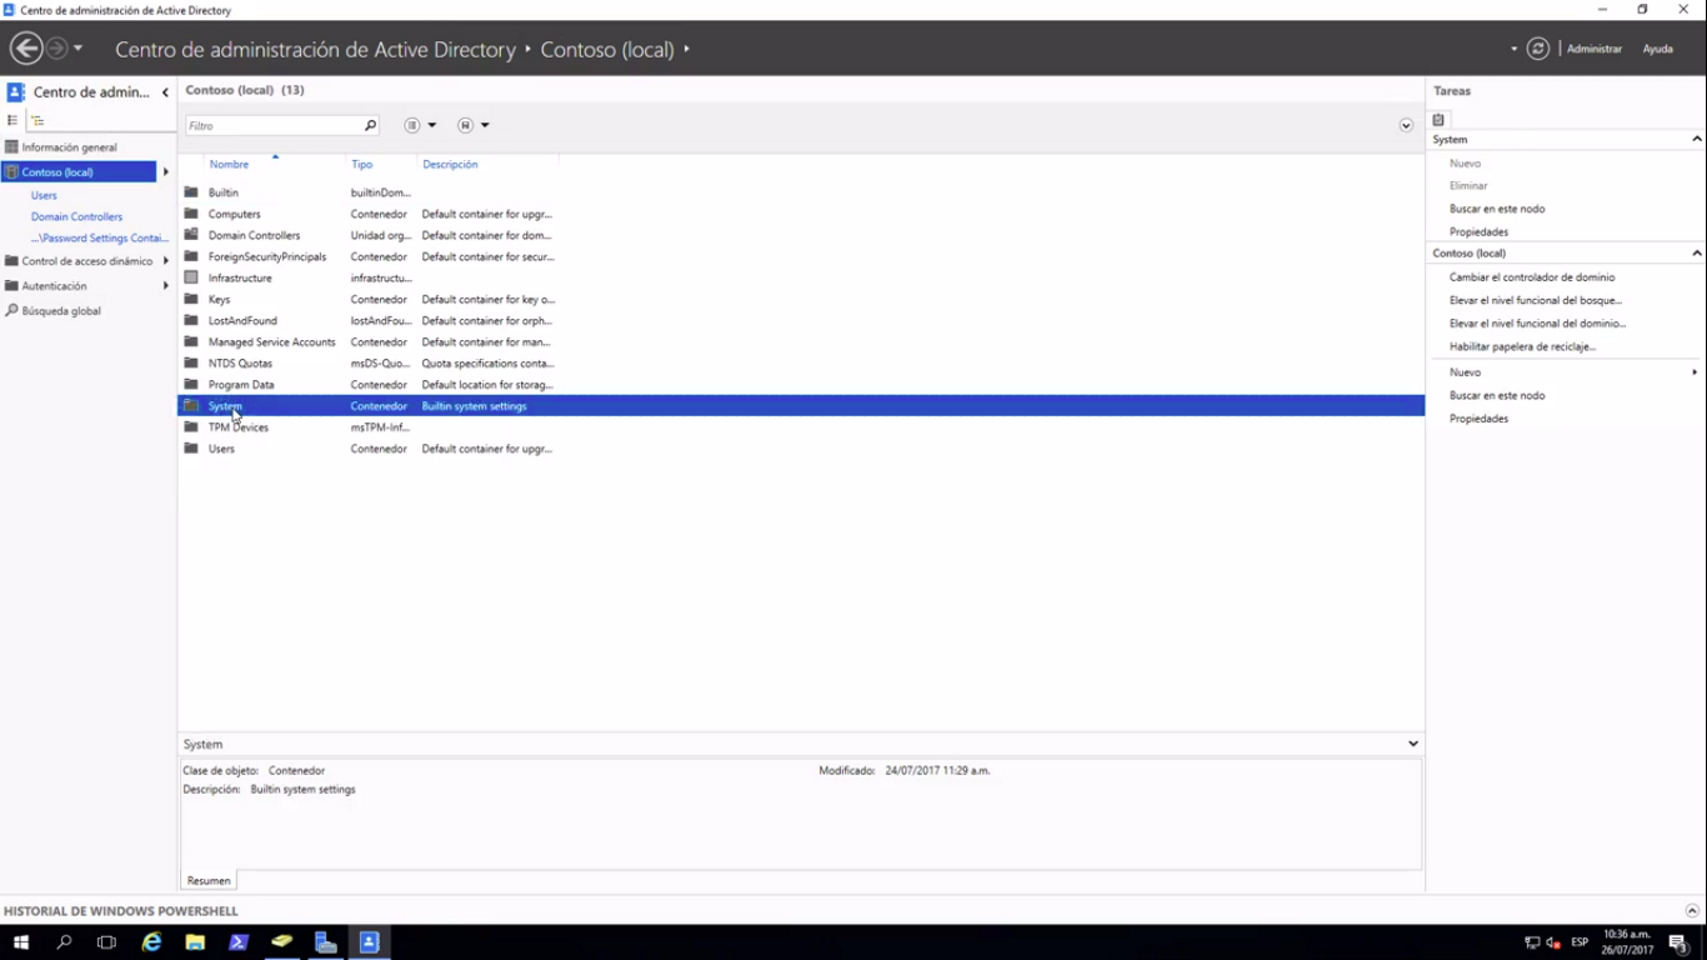 Centro de administración de Active Directory
Centro de administración de Active Directory ‣ Contoso (local) ‣
Administrar
Ayuda
Centro de admin...
Información general
Contoso (local)
Users
Domain Controllers
...\Password Settings Contai...
Control de acceso dinámico
Autenticación
Búsqueda global
Contoso (local) (13)
Filtro
Nombre Tipo Descripción
Builtin builtinDom...
Computers Contenedor Default container for upgr...
Domain Controllers Unidad org... Default container for dom...
ForeignSecurityPrincipals Contenedor Default container for secur...
Infrastructure infrastructu...
Keys Contenedor Default container for key o...
LostAndFound lostAndFou... Default container for orph...
Managed Service Accounts Contenedor Default container for man...
NTDS Quotas msDS-Quo... Quota specifications conta...
Program Data Contenedor Default location for storag...
System Contenedor Builtin system settings
TPM Devices msTPM-Inf...
Users Contenedor Default container for upgr...
System
Clase de objeto: Contenedor Modificado: 24/07/2017 11:29 a.m.
Descripción: Builtin system settings
Resumen
Tareas
System
Nuevo
Eliminar
Buscar en este nodo
Propiedades
Contoso (local)
Cambiar el controlador de dominio
Elevar el nivel funcional del bosque...
Elevar el nivel funcional del dominio...
Habilitar papelera de reciclaje...
Nuevo
Buscar en este nodo
Propiedades
HISTORIAL DE WINDOWS POWERSHELL
ESP
10:36 a.m.
26/07/2017
3